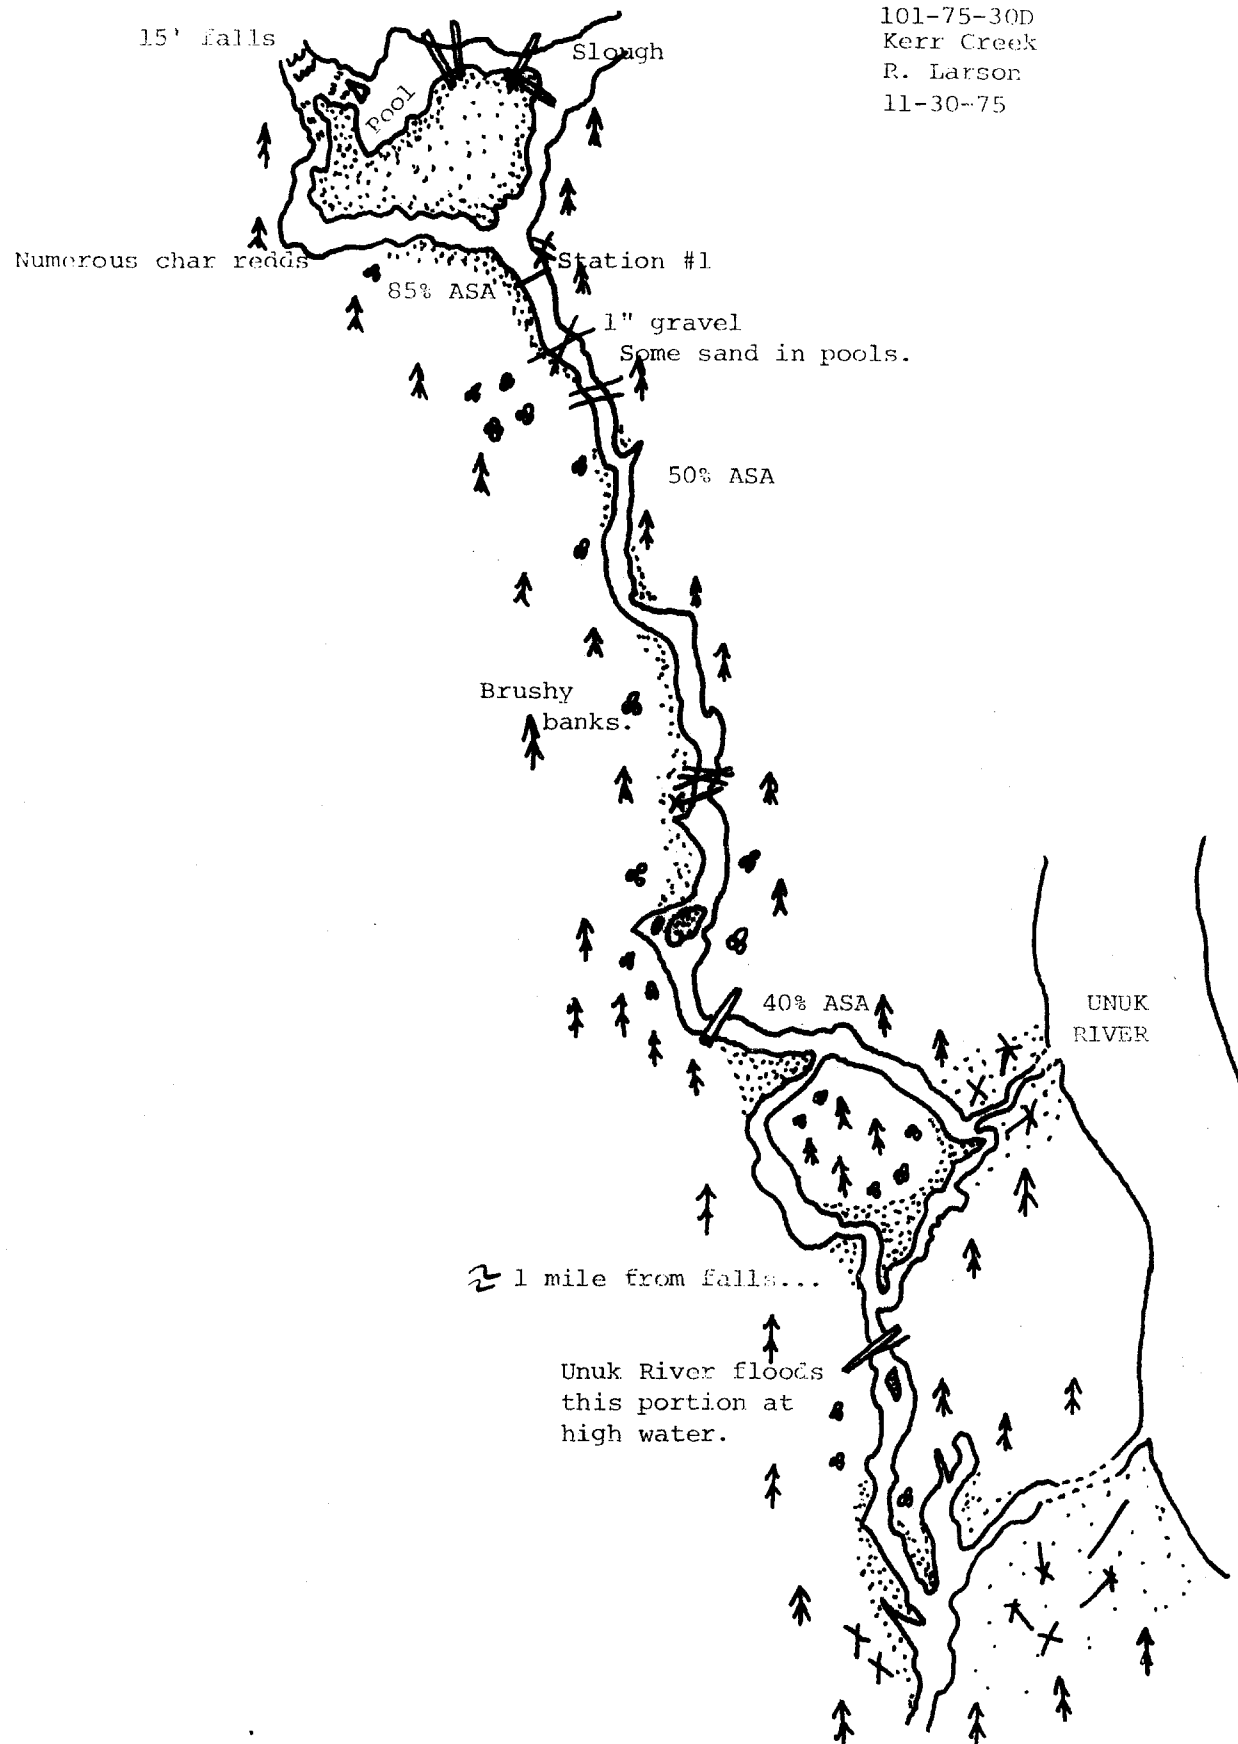 101-75-30D
Kerr Creek
R. Larson
11-30-75
15' falls
Slough
Pool
Numerous char redds
Station #1
85% ASA
1" gravel
Some sand in pools.
50% ASA
Brushy
banks.
40% ASA
UNUK
RIVER
≈ 1 mile from falls...
Unuk River floods
this portion at
high water.